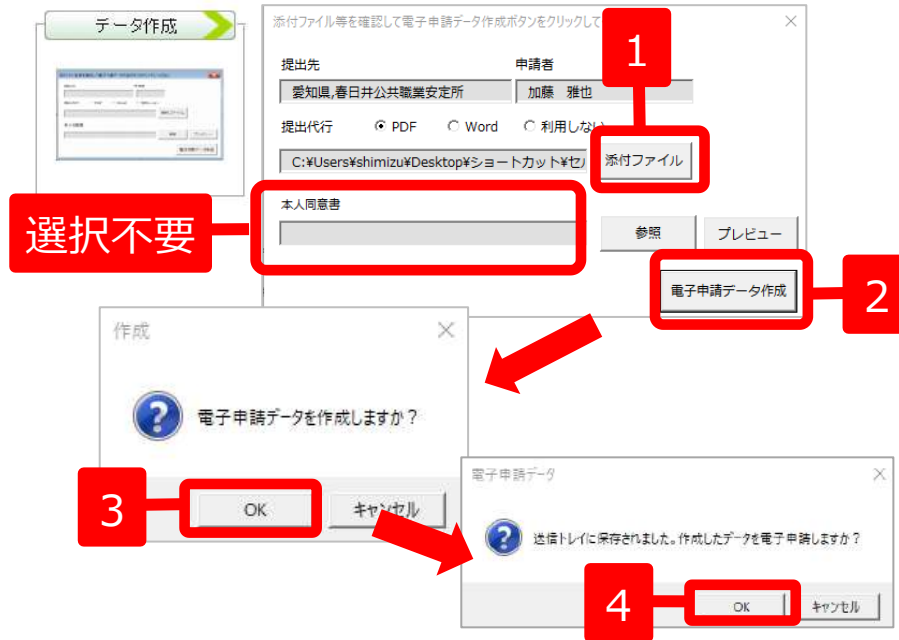 データ作成
添付ファイル等を確認して電子申請データ作成ボタンをクリックして
1
提出先
申請者
愛知県,春日井公共職業安定所
加藤 雅也
提出代行
PDF
Word
利用しない
C:¥Users¥shimizu¥Desktop¥ショートカット¥セル
添付ファイル
本人同意書
選択不要
参照
プレビュー
電子申請データ作成
2
作成
電子申請データを作成しますか?
3
OK
キャンセル
電子申請データ
送信トレイに保存されました。作成したデータを電子申請しますか?
4
OK
キャンセル